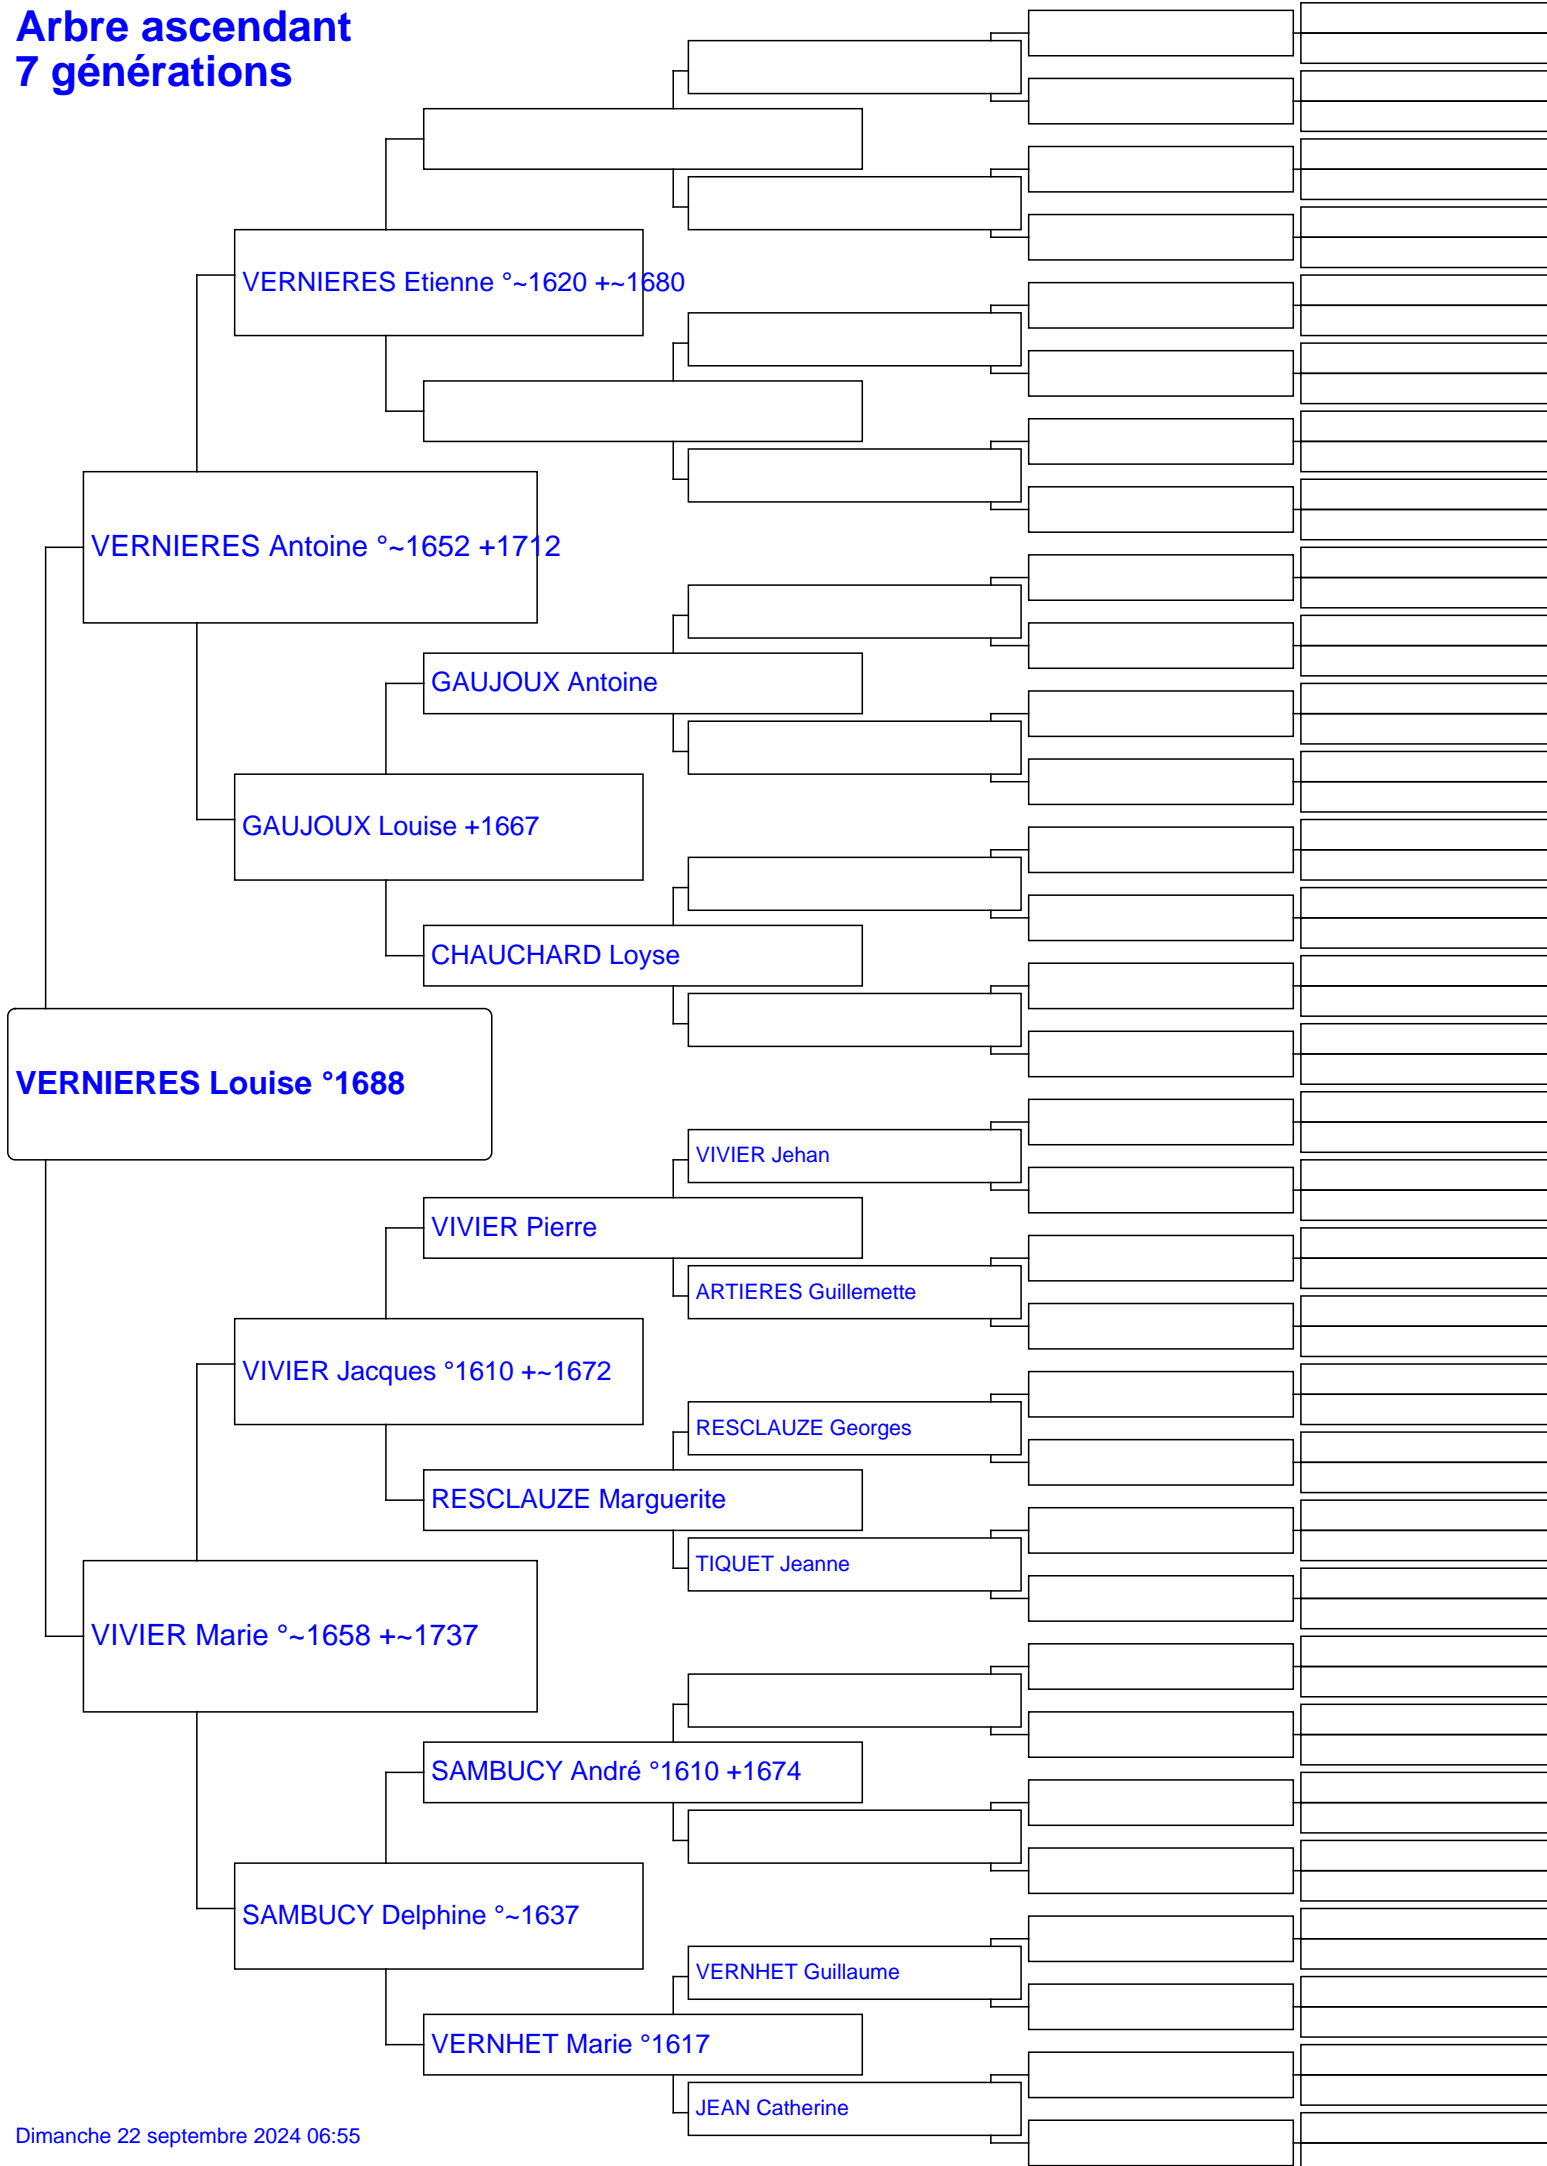 Arbre ascendant
7 générations
VERNIERES Etienne °~1620 +~1680
VERNIERES Antoine °~1652 +1712
GAUJOUX Antoine
GAUJOUX Louise +1667
CHAUCHARD Loyse
VERNIERES Louise °1688
VIVIER Jehan
VIVIER Pierre
ARTIERES Guillemette
VIVIER Jacques °1610 +~1672
RESCLAUZE Georges
RESCLAUZE Marguerite
TIQUET Jeanne
VIVIER Marie °~1658 +~1737
SAMBUCY André °1610 +1674
SAMBUCY Delphine °~1637
VERNHET Guillaume
VERNHET Marie °1617
JEAN Catherine
Dimanche 22 septembre 2024 06:55